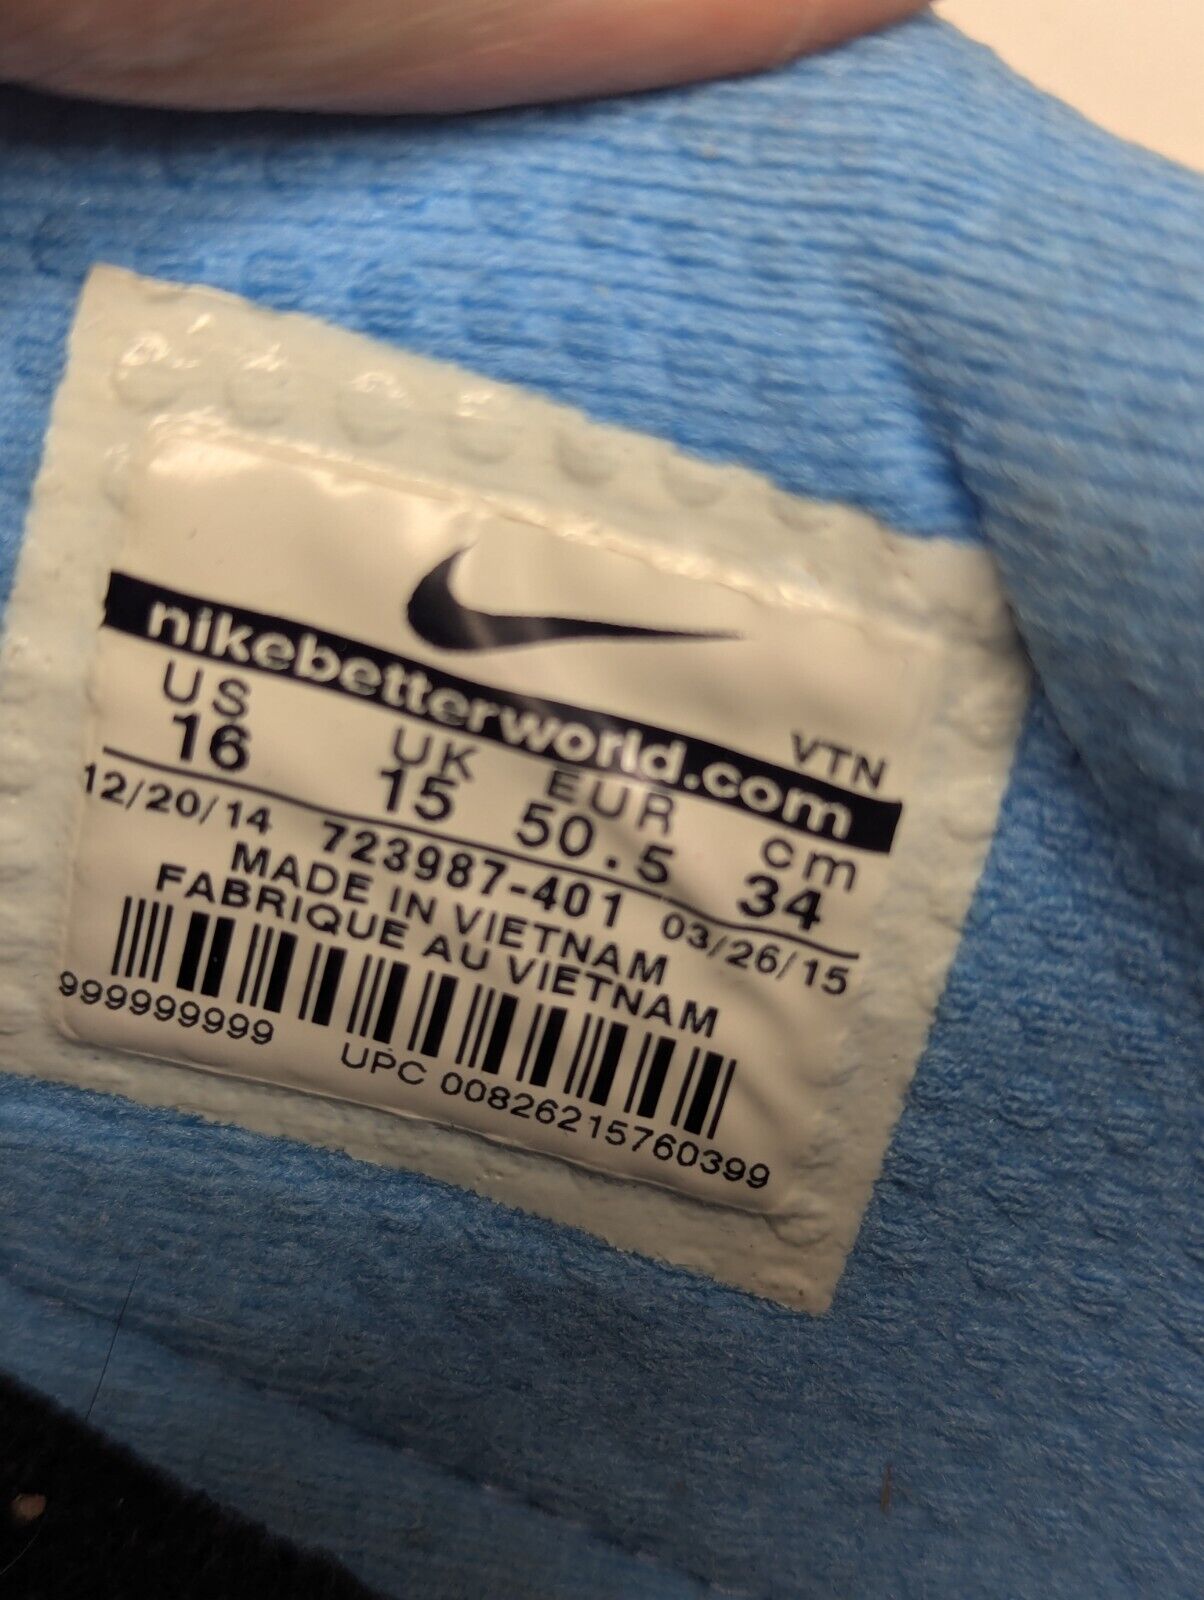 nikebetterworld.com
VTN
US UK EUR cm
16 15 50.5 34
12/20/14 723987-401 03/26/15
MADE IN VIETNAM
FABRIQUE AU VIETNAM
999999999
UPC 00826215760399